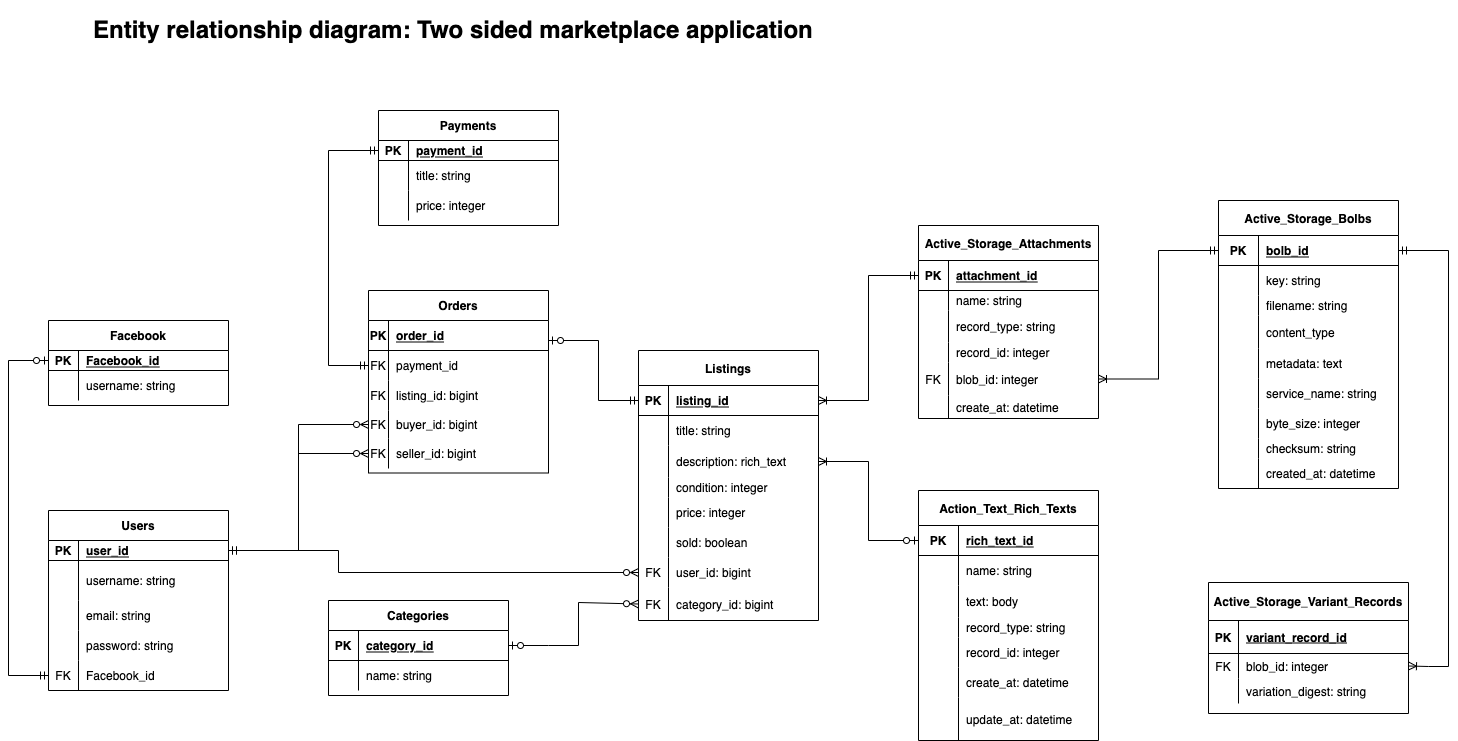 Entity relationship diagram: Two sided marketplace application
Payments
PK payment_id
title: string
price: integer
Orders
PK order_id
FK payment_id
FK listing_id: bigint
FK buyer_id: bigint
FK seller_id: bigint
Facebook
PK Facebook_id
username: string
Users
PK user_id
username: string
email: string
password: string
FK Facebook_id
Categories
PK category_id
name: string
Listings
PK listing_id
title: string
description: rich_text
condition: integer
price: integer
sold: boolean
FK user_id: bigint
FK category_id: bigint
Active_Storage_Attachments
PK attachment_id
name: string
record_type: string
record_id: integer
FK blob_id: integer
create_at: datetime
Action_Text_Rich_Texts
PK rich_text_id
name: string
text: body
record_type: string
record_id: integer
create_at: datetime
update_at: datetime
Active_Storage_Bolbs
PK bolb_id
key: string
filename: string
content_type
metadata: text
service_name: string
byte_size: integer
checksum: string
created_at: datetime
Active_Storage_Variant_Records
PK variant_record_id
FK blob_id: integer
variation_digest: string